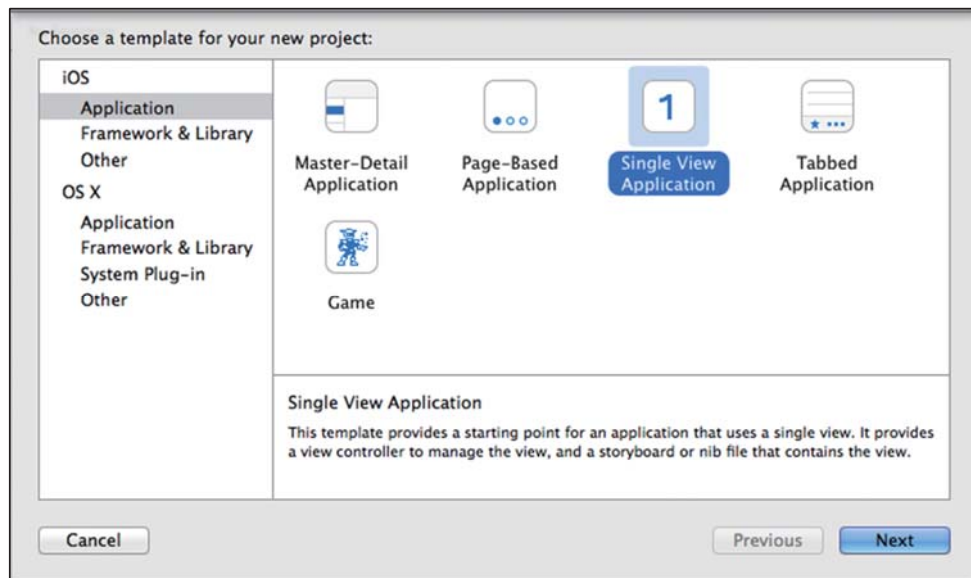 Choose a template for your new project:
iOS
Application
Framework & Library
Other
OS X
Application
Framework & Library
System Plug-in
Other
Master-Detail
Application
Page-Based
Application
1
Single View
Application
Tabbed
Application
Game
Single View Application
This template provides a starting point for an application that uses a single view. It provides
a view controller to manage the view, and a storyboard or nib file that contains the view.
Cancel
Previous
Next